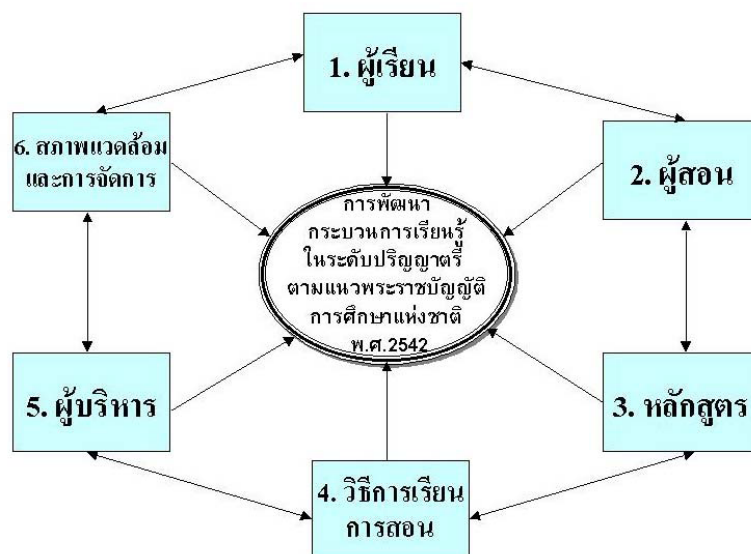 1. ผู้เรียน
2. ผู้สอน
3. หลักสูตร
4. วิธีการเรียน
การสอน
5. ผู้บริหาร
6. สภาพแวดล้อม
และการจัดการ
การพัฒนา
กระบวนการเรียนรู้
ในระดับปริญญาตรี
ตามแนวพระราชบัญญัติ
การศึกษาแห่งชาติ
พ.ศ.2542